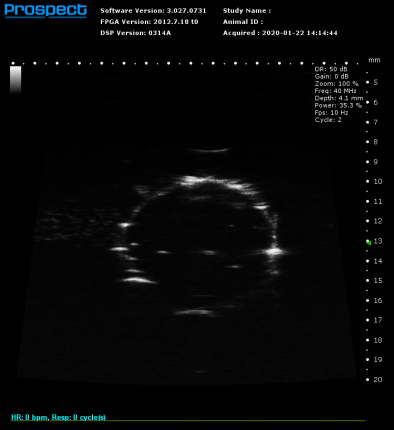 Prospect
Software Version: 3.027.0731
Study Name :
FPGA Version: 2012.7.18 t0
Animal ID :
DSP Version: 0314A
Acquired : 2020-01-22 14:14:44
mm
DR: 50 dB
Gain: 0 dB
Zoom: 100 %
Freq: 40 MHz
Depth: 4.1 mm
Power: 35.3 %
Fps: 10 Hz
Cycle: 2
5
6
7
8
9
10
11
12
13
14
15
16
17
18
19
20
HR: 0 bpm, Resp: 0 cycle(s)